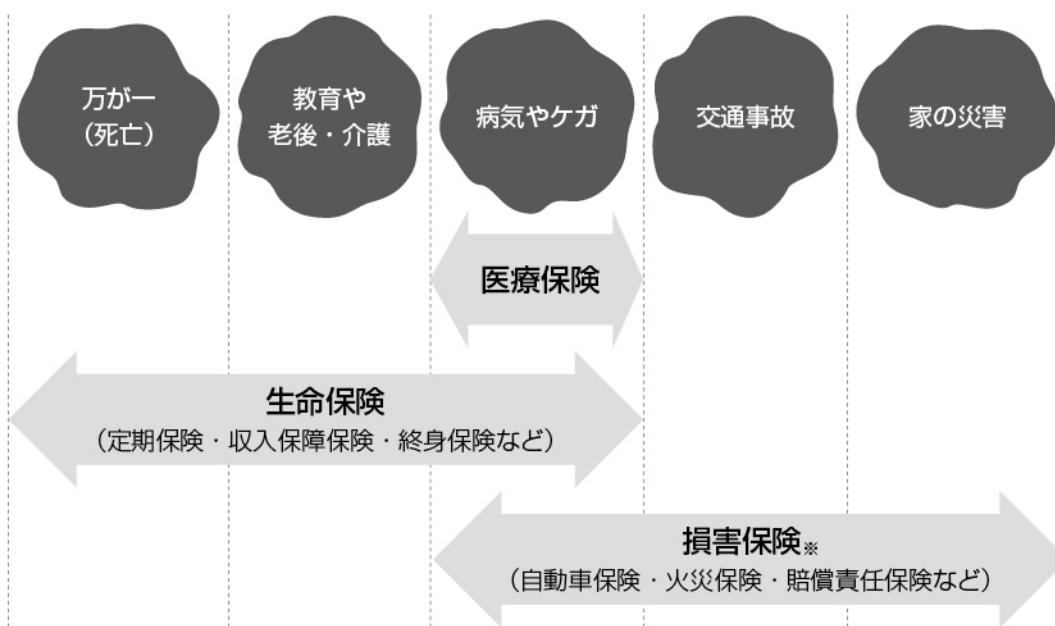 万が一
（死亡）
教育や
老後・介護
病気やケガ
交通事故
家の災害
医療保険
生命保険
（定期保険・収入保障保険・終身保険など）
損害保険※
（自動車保険・火災保険・賠償責任保険など）